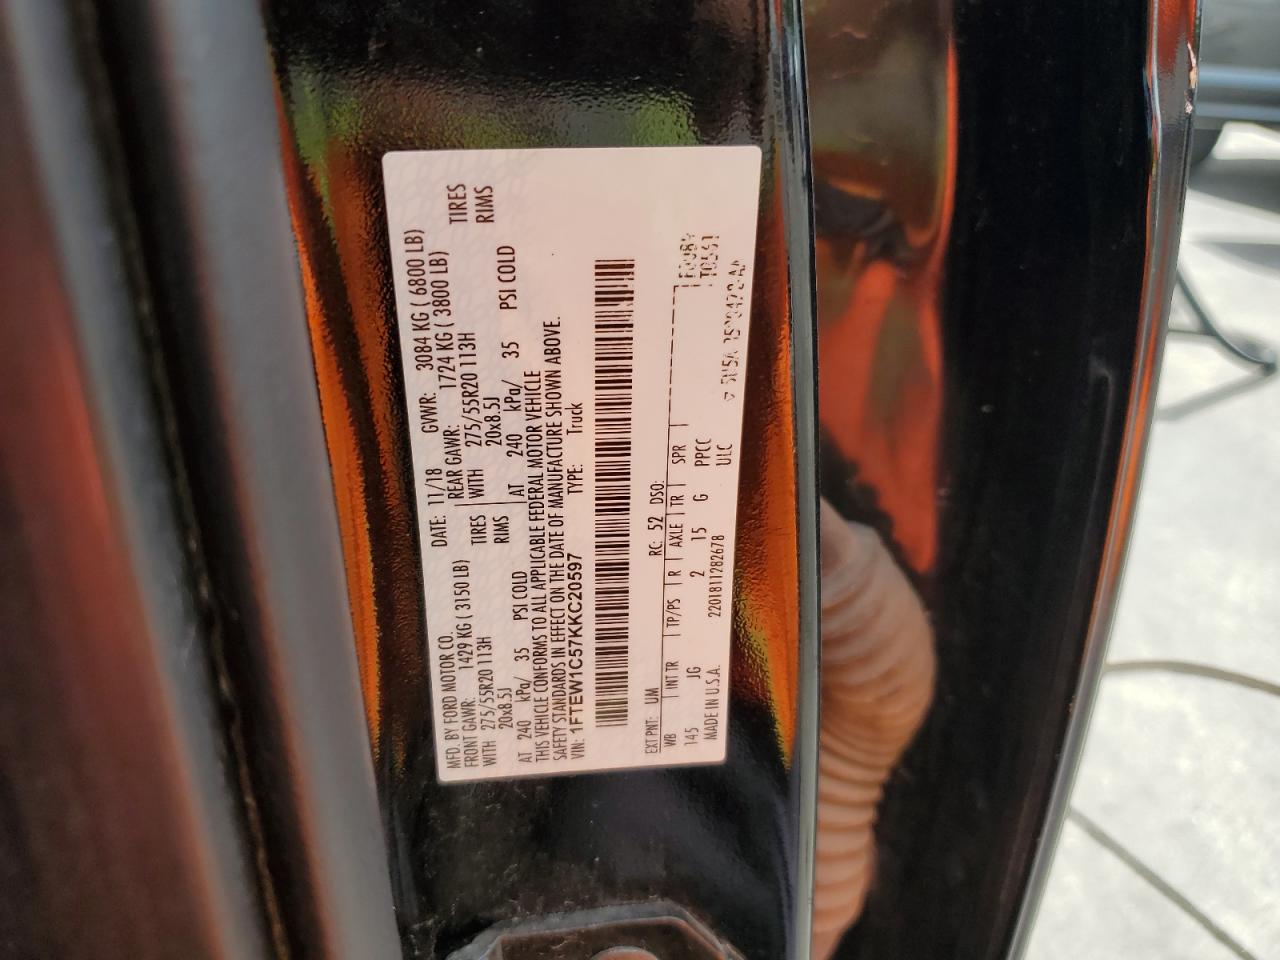 MFD. BY FORD MOTOR CO.
DATE: 11/18 GVWR: 3084 KG ( 6800 LB)
FRONT GAWR: 1429 KG ( 3150 LB) REAR GAWR: 1724 KG ( 3800 LB)
WITH 275/55R20 113H TIRES WITH 275/55R20 113H TIRES
20x8.5J RIMS 20x8.5J RIMS
AT 240 kPa/ 35 PSI COLD AT 240 kPa/ 35 PSI COLD
THIS VEHICLE CONFORMS TO ALL APPLICABLE FEDERAL MOTOR VEHICLE
SAFETY STANDARDS IN EFFECT ON THE DATE OF MANUFACTURE SHOWN ABOVE.
VIN: 1FTEW1C57KKC20597 TYPE: Truck
EXT PNT: UM RC: 52 DSO:
WB INT TR TP/PS R AXLE TR SPR
145 JG 2 15 G PPCC
MADE IN U.S.A. 2201811282678 ULC